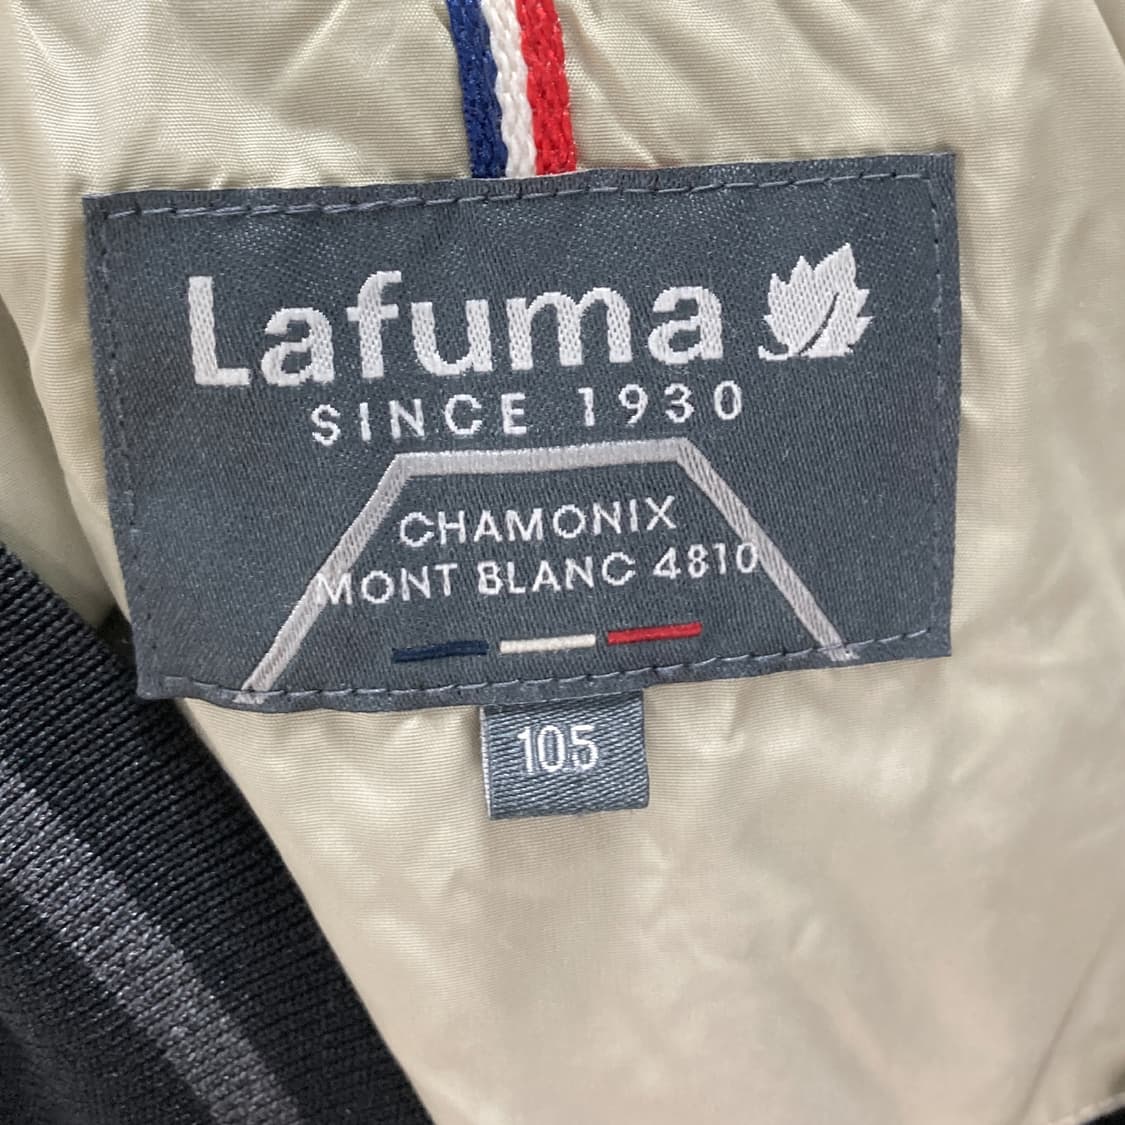 Lafuma
SINCE 1930
CHAMONIX
MONT BLANC 4810
105